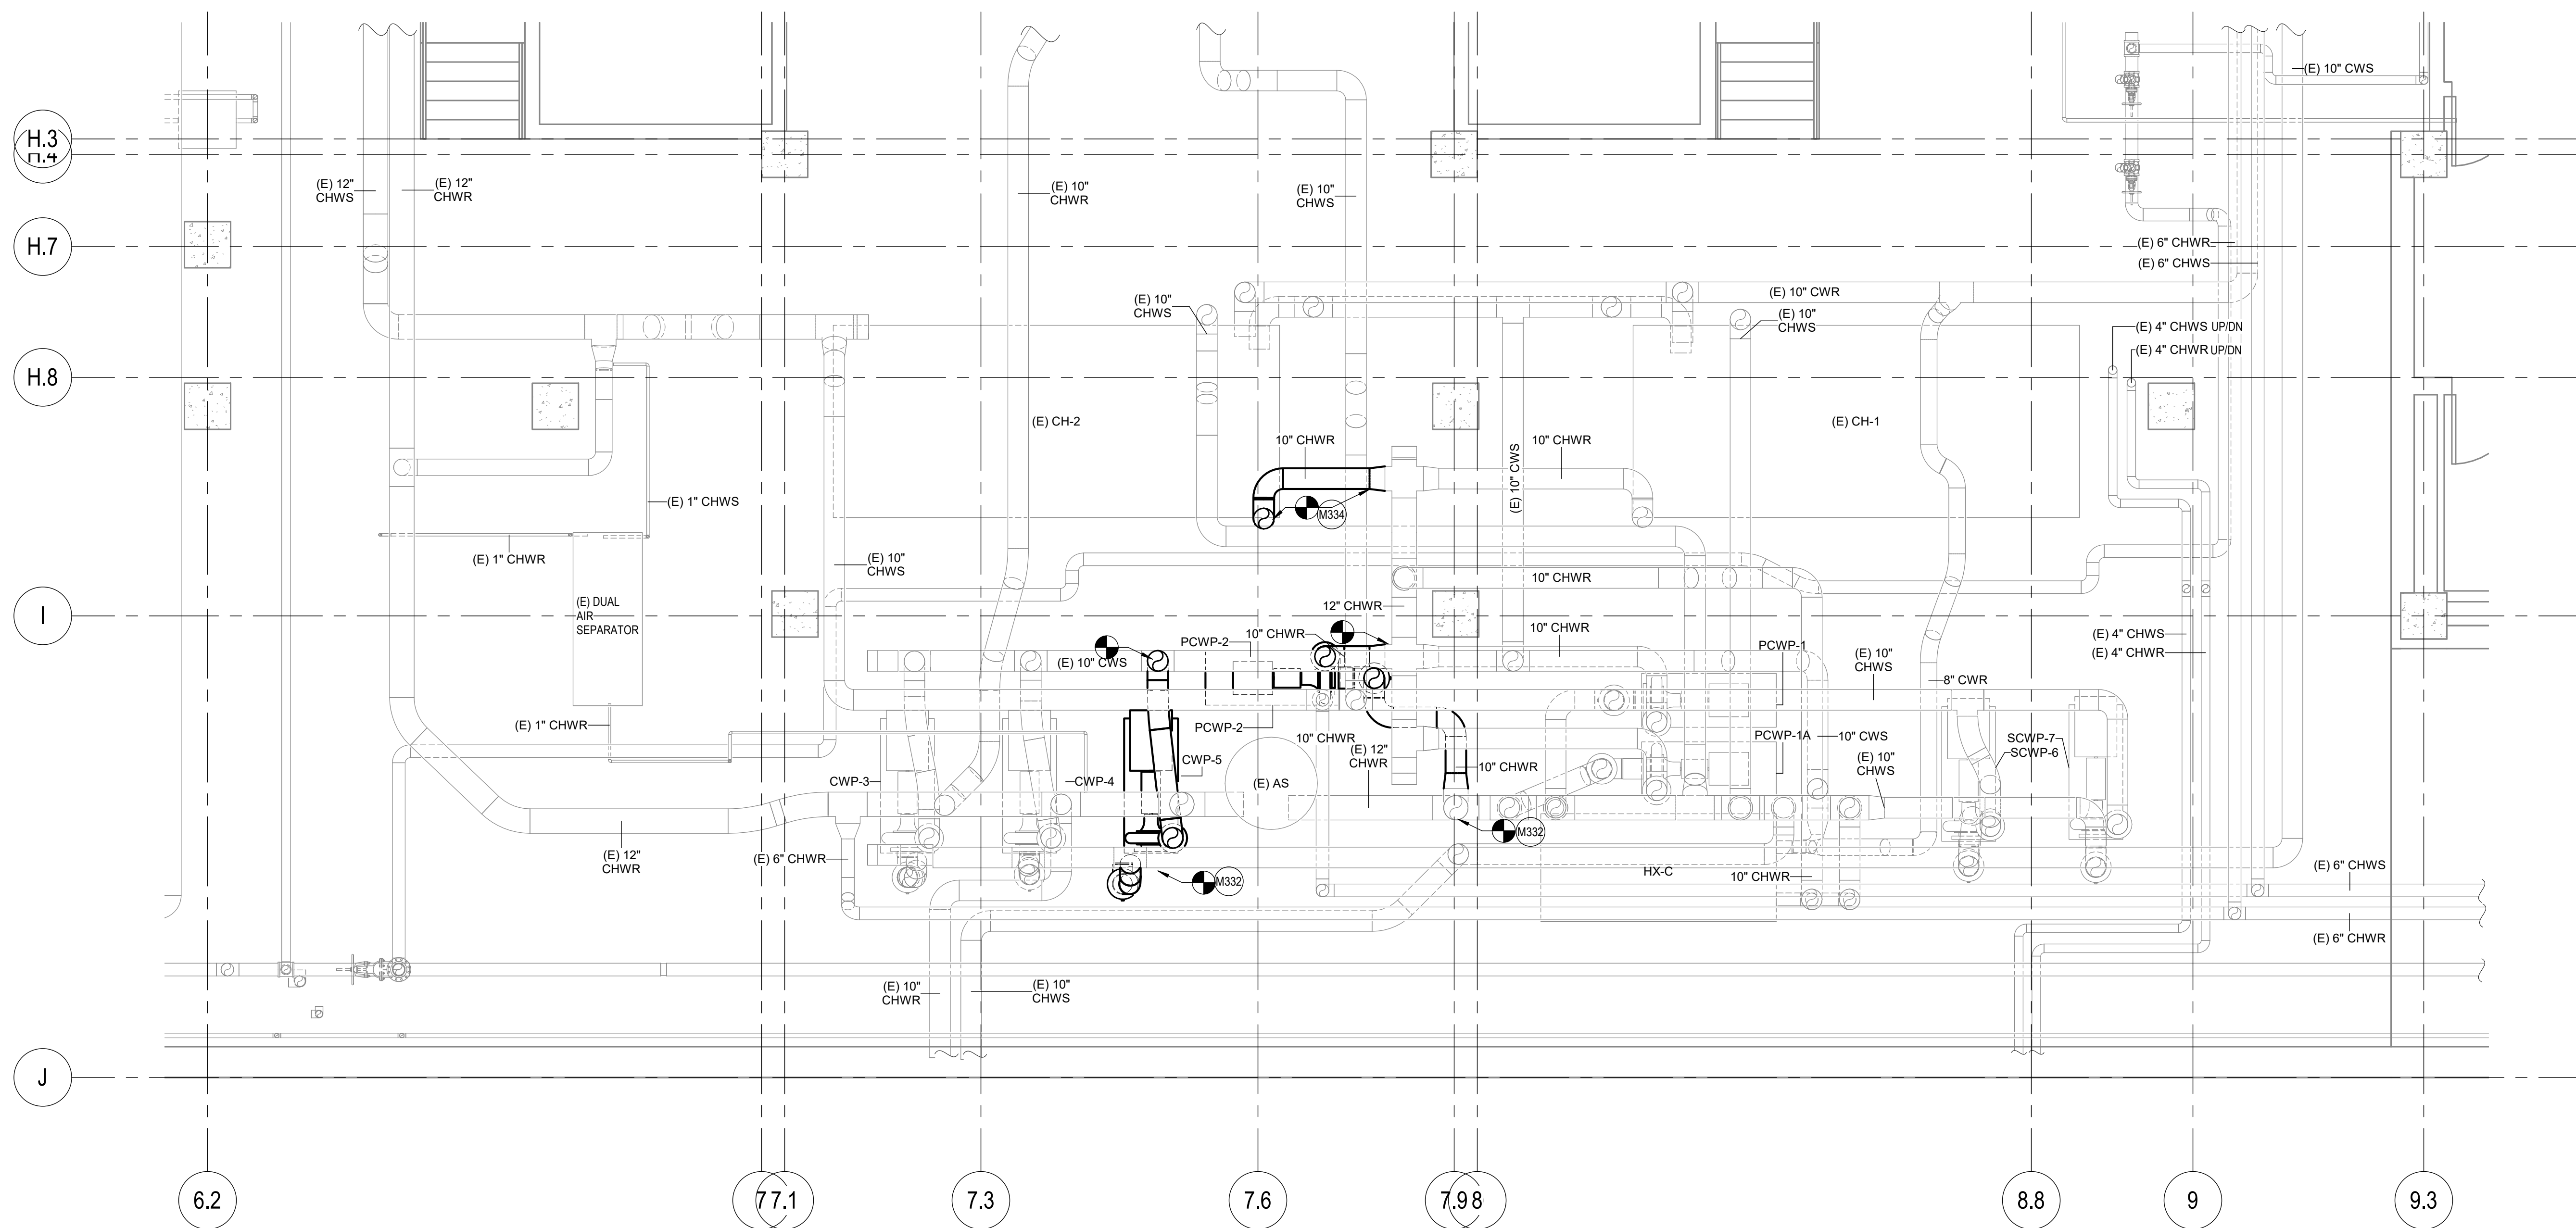 (E) 10" CWS
H.3
H.4
(E) 12"
CHWS
(E) 12"
CHWR
(E) 10"
CHWR
(E) 10"
CHWS
H.7
(E) 6" CHWR
(E) 6" CHWS
(E) 10"
CHWS
(E) 10" CWR
(E) 10"
CHWS
(E) 4" CHWS UP/DN
(E) 4" CHWR UP/DN
H.8
(E) CH-2
(E) CH-1
10" CHWR
10" CHWR
(E) 10" CWS
(E) 1" CHWS
M334
(E) 1" CHWR
(E) 10"
CHWS
10" CHWR
(E) DUAL
AIR
SEPARATOR
12" CHWR
I
10" CHWR
10" CHWR
PCWP-2
(E) 10" CWS
PCWP-1
(E) 10"
CHWS
(E) 4" CHWS
(E) 4" CHWR
8" CWR
(E) 1" CHWR
PCWP-2
10" CHWR
(E) 12"
CHWR
PCWP-1A
10" CWS
(E) 10"
CHWS
SCWP-7
SCWP-6
CWP-3
CWP-4
CWP-5
(E) AS
10" CHWR
M332
(E) 12"
CHWR
(E) 6" CHWR
M332
HX-C
10" CHWR
(E) 6" CHWS
(E) 6" CHWR
(E) 10"
CHWR
(E) 10"
CHWS
J
6.2
7
7.1
7.3
7.6
7.9
8
8.8
9
9.3